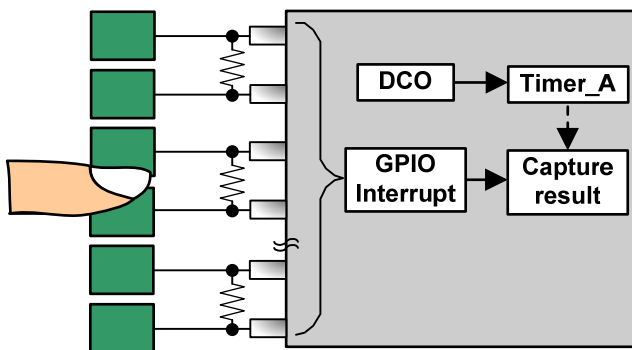 DCO
Timer_A
GPIO
Interrupt
Capture
result